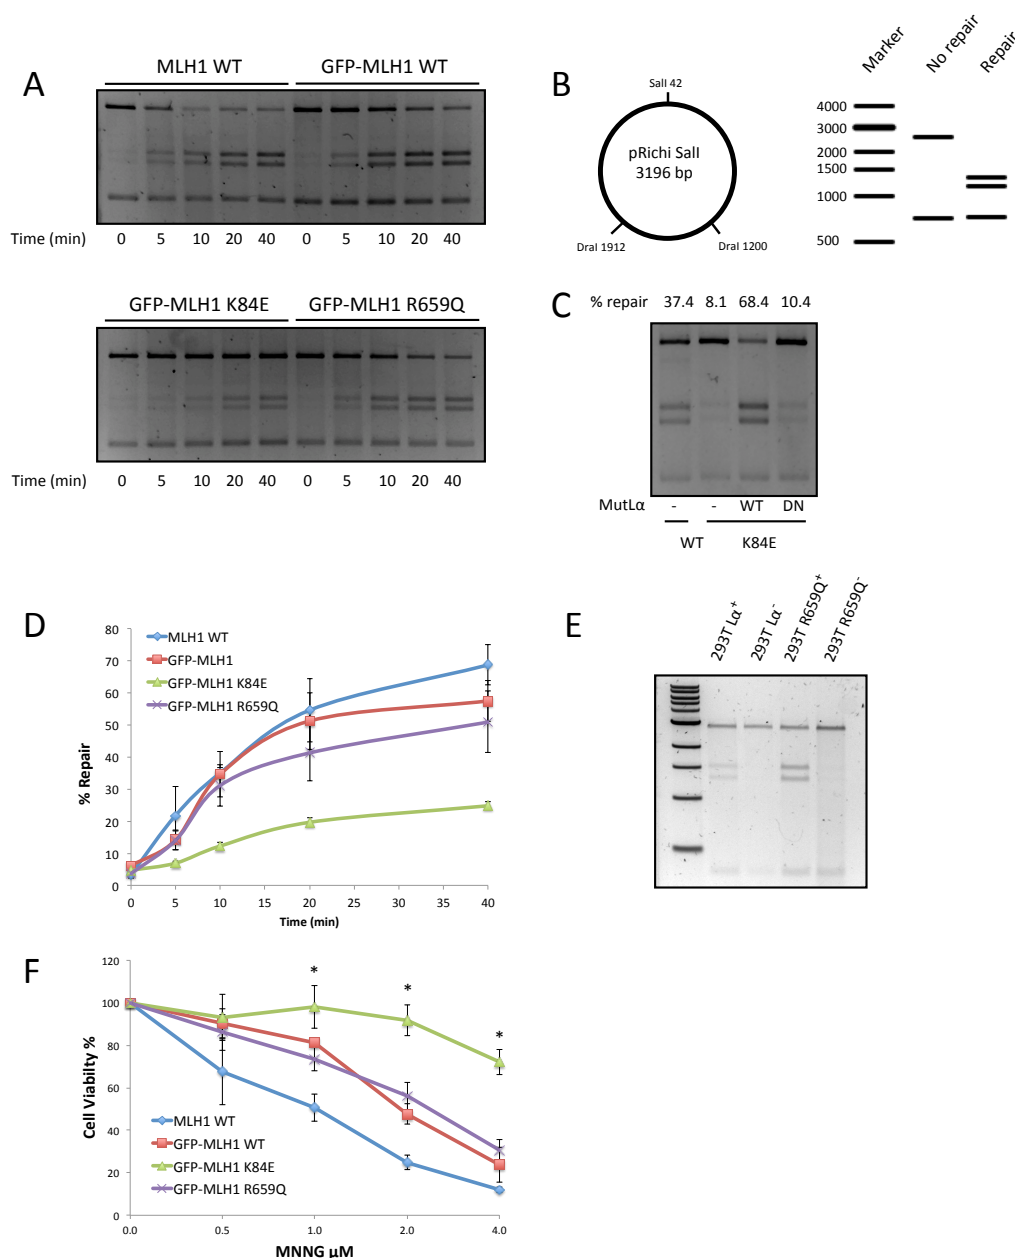 A
MLH1 WT
GFP-MLH1 WT
Time (min) 0 5 10 20 40 0 5 10 20 40
GFP-MLH1 K84E
GFP-MLH1 R659Q
Time (min) 0 5 10 20 40 0 5 10 20 40
B
SalI 42
pRichi SalI
3196 bp
DraI 1912
DraI 1200
Marker
No repair
Repair
4000
3000
2000
1500
1000
500
C
% repair 37.4 8.1 68.4 10.4
MutLα - - WT DN
WT K84E
D
MLH1 WT
GFP-MLH1
GFP-MLH1 K84E
GFP-MLH1 R659Q
% Repair
80
70
60
50
40
30
20
10
0
0 5 10 15 20 25 30 35 40
Time (min)
E
293T Lα+
293T Lα-
293T R659Q+
293T R659Q-
F
Cell Viabilty %
120
100
80
60
40
20
0
* * *
MLH1 WT
GFP-MLH1 WT
GFP-MLH1 K84E
GFP-MLH1 R659Q
0.0 0.5 1.0 2.0 4.0
MNNG µM